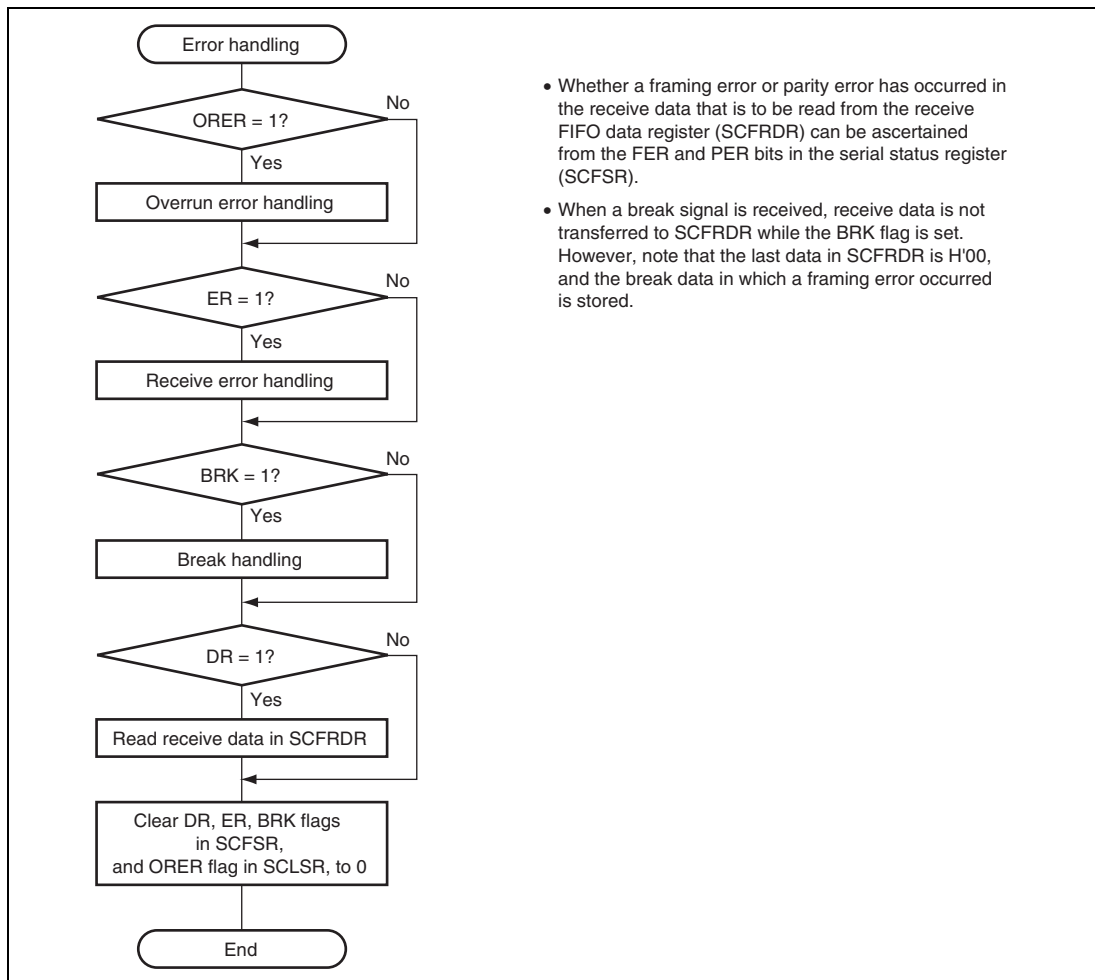 Error handling
No
ORER = 1?
Yes
Overrun error handling
No
ER = 1?
Yes
Receive error handling
No
BRK = 1?
Yes
Break handling
No
DR = 1?
Yes
Read receive data in SCFRDR
Clear DR, ER, BRK flags
in SCFSR,
and ORER flag in SCLSR, to 0
End
• Whether a framing error or parity error has occurred in
the receive data that is to be read from the receive
FIFO data register (SCFRDR) can be ascertained
from the FER and PER bits in the serial status register
(SCFSR).
• When a break signal is received, receive data is not
transferred to SCFRDR while the BRK flag is set.
However, note that the last data in SCFRDR is H'00,
and the break data in which a framing error occurred
is stored.